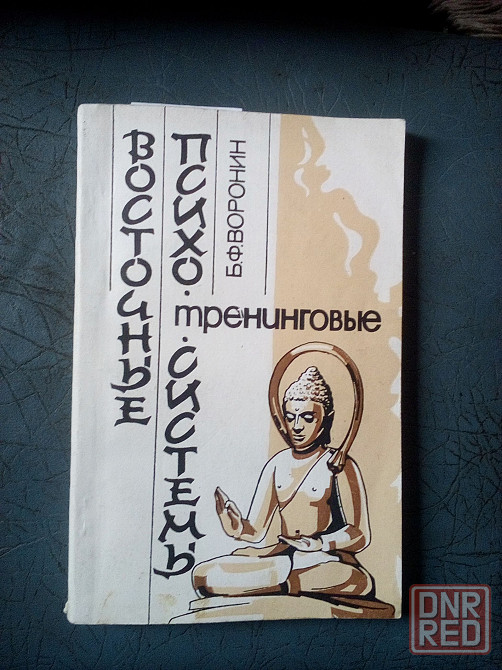 ВОСТОЧНЫЕ
ПСИХО·
тренинговые
·СИСТЕМЫ
Б.Ф.ВОРОНИН
DNR
RED